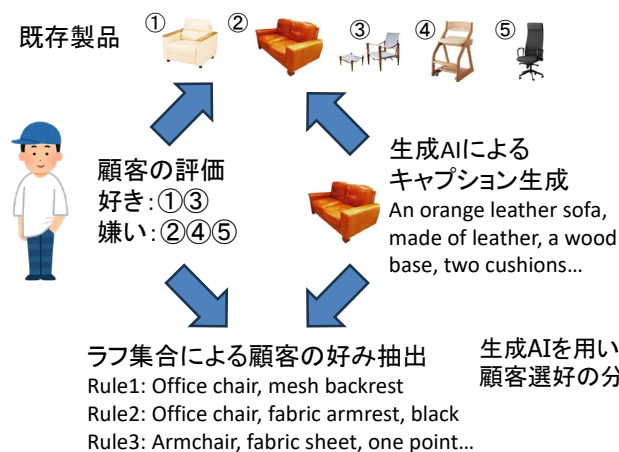 既存製品 ① ② ③ ④ ⑤
顧客の評価
好き：①③
嫌い：②④⑤
生成AIによる
キャプション生成
An orange leather sofa,
made of leather, a wood
base, two cushions…
ラフ集合による顧客の好み抽出
Rule1: Office chair, mesh backrest
Rule2: Office chair, fabric armrest, black
Rule3: Armchair, fabric sheet, one point…
生成AIを用い
顧客選好の分